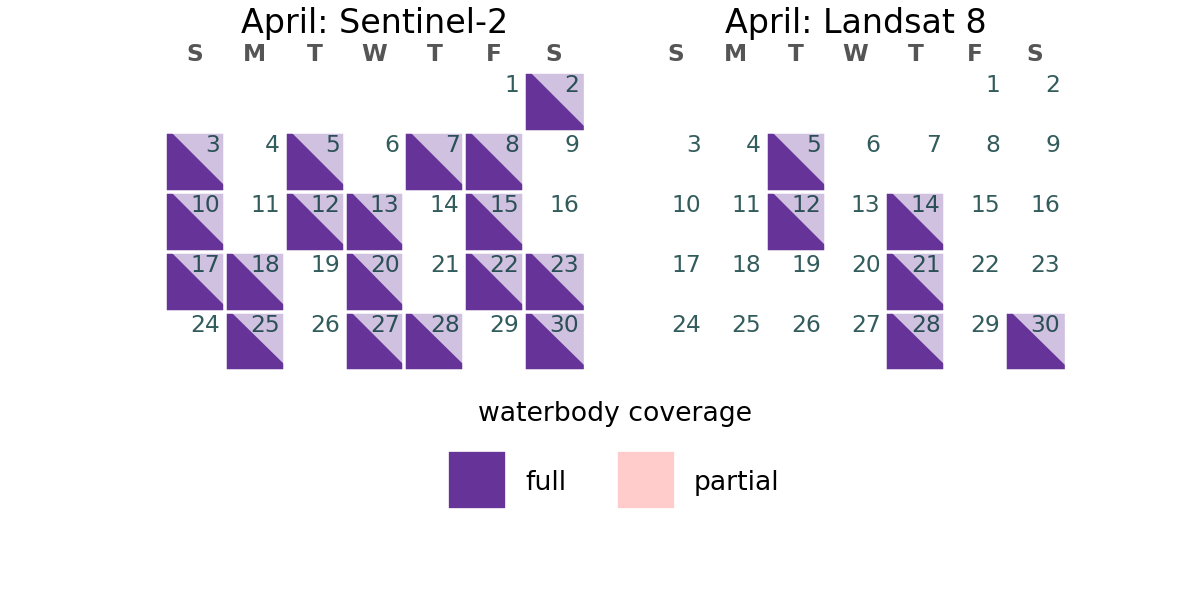 April: Sentinel-2
S M T W T F S
1 2
3 4 5 6 7 8 9
10 11 12 13 14 15 16
17 18 19 20 21 22 23
24 25 26 27 28 29 30
April: Landsat 8
S M T W T F S
1 2
3 4 5 6 7 8 9
10 11 12 13 14 15 16
17 18 19 20 21 22 23
24 25 26 27 28 29 30
waterbody coverage
full
partial